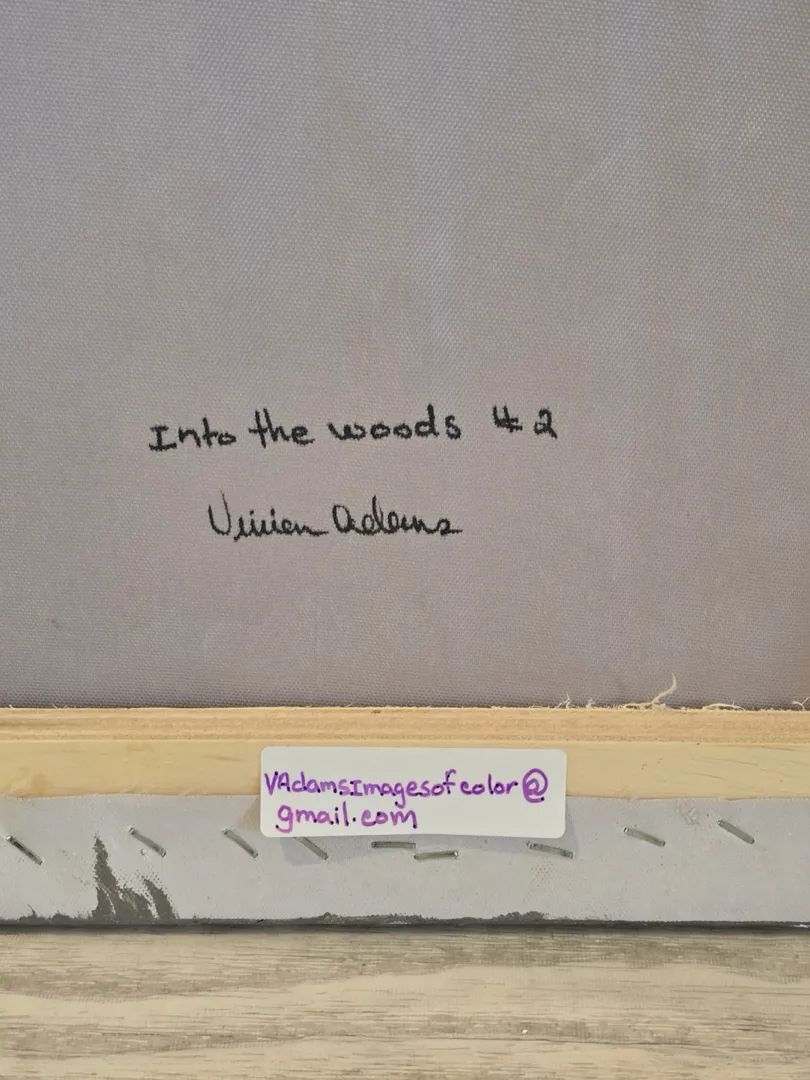 Into the woods # 2
Vivien Adams
VAdamsImagesofcolor@
gmail.com